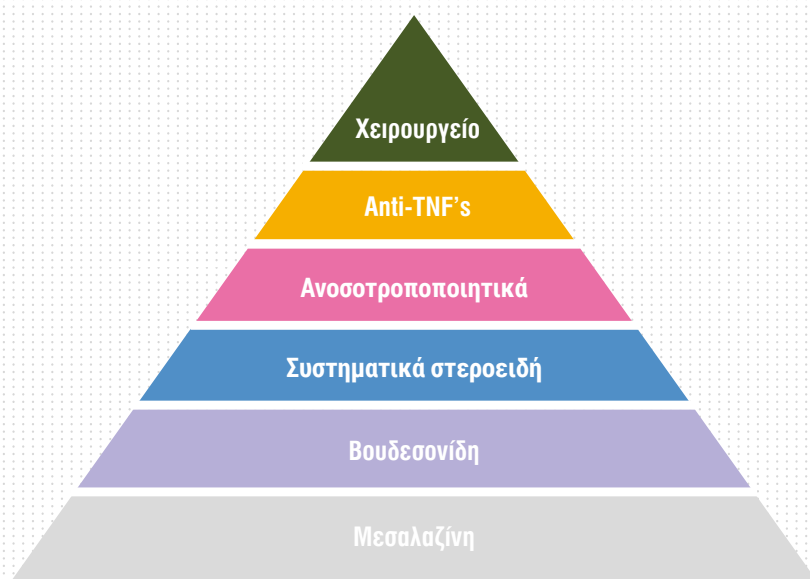 Χειρουργείο
Anti-TNF's
Ανοσοτροποποιητικά
Συστηματικά στεροειδή
Βουδεσονίδη
Μεσαλαζίνη